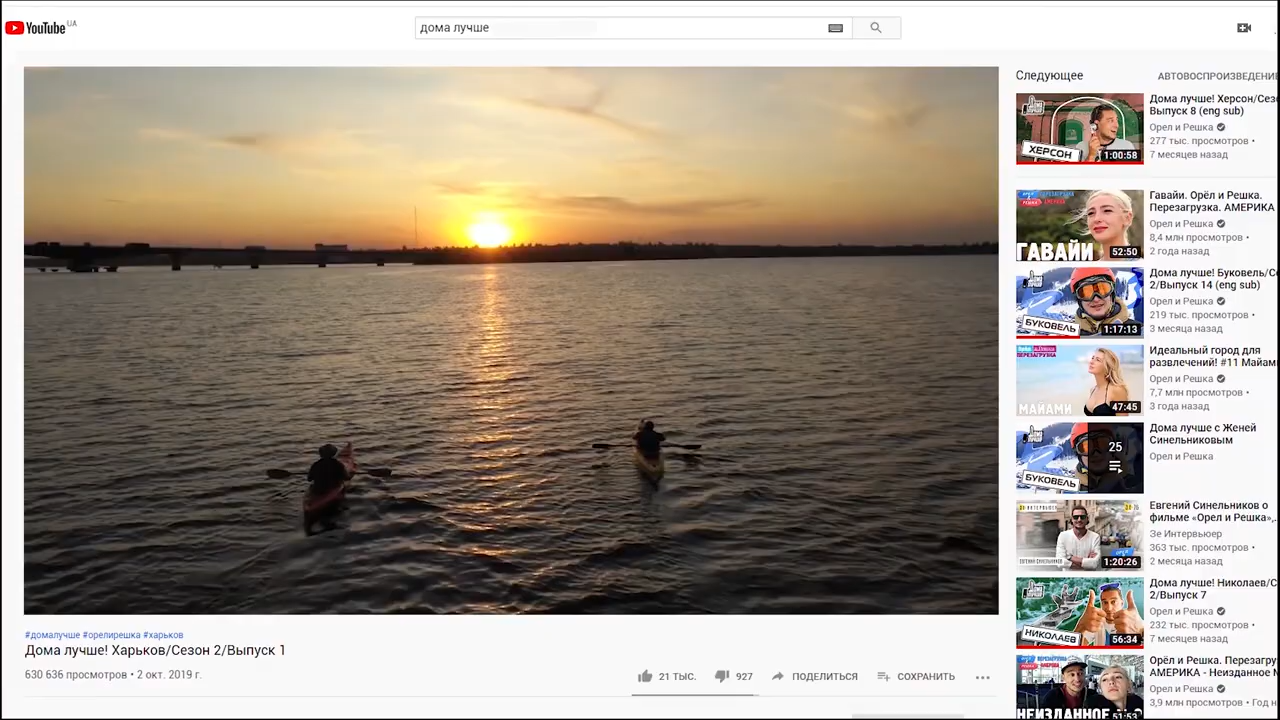 YouTube UA
дома лучше
#домалучше #орелирешка #харьков
Дома лучше! Харьков/Сезон 2/Выпуск 1
630 636 просмотров • 2 окт. 2019 г.
21 ТЫС.
927
ПОДЕЛИТЬСЯ
СОХРАНИТЬ
Следующее
АВТОВОСПРОИЗВЕДЕНИЕ
ХЕРСОН
1:00:58
Дома лучше! Херсон/Сезо
Выпуск 8 (eng sub)
Орел и Решка
277 тыс. просмотров •
7 месяцев назад
ГАВАЙИ
52:50
Гавайи. Орёл и Решка.
Перезагрузка. АМЕРИКА
Орел и Решка
8,4 млн просмотров •
2 года назад
БУКОВЕЛЬ
1:17:13
Дома лучше! Буковель/Се
2/Выпуск 14 (eng sub)
Орел и Решка
219 тыс. просмотров •
3 месяца назад
ПЕРЕЗАГРУЗКА
МАЙАМИ
47:45
Идеальный город для
развлечений! #11 Майам
Орел и Решка
7,7 млн просмотров •
3 года назад
БУКОВЕЛЬ
25
Дома лучше с Женей
Синельниковым
Орел и Решка
1:20:26
Евгений Синельников о
фильме «Орел и Решка»,
Зе Интервьюер
363 тыс. просмотров •
2 месяца назад
НИКОЛАЕВ
56:34
Дома лучше! Николаев/С
2/Выпуск 7
Орел и Решка
232 тыс. просмотров •
7 месяцев назад
НЕИЗДАННОЕ
51:53
Орёл и Решка. Перезагру
АМЕРИКА - Неизданное
Орел и Решка
3,9 млн просмотров • Год н